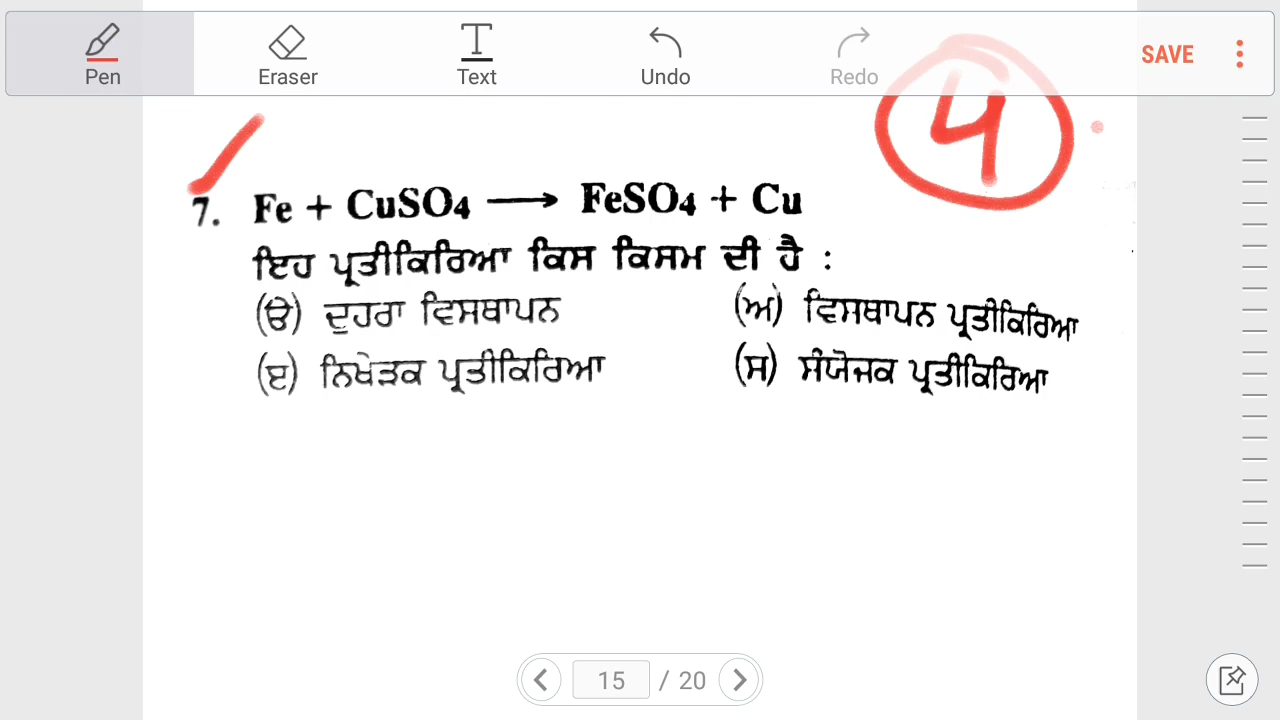 Pen
Eraser
Text
Undo
Redo
SAVE
4
7. Fe + CuSO4 ⟶ FeSO4 + Cu
ਇਹ ਪ੍ਰਤੀਕਿਰਿਆ ਕਿਸ ਕਿਸਮ ਦੀ ਹੈ :
(ੳ) ਦੁਹਰਾ ਵਿਸਥਾਪਨ (ਅ) ਵਿਸਥਾਪਨ ਪ੍ਰਤੀਕਿਰਿਆ
(ੲ) ਨਿਖੇੜਕ ਪ੍ਰਤੀਕਿਰਿਆ (ਸ) ਸੰਯੋਜਕ ਪ੍ਰਤੀਕਿਰਿਆ
15 / 20